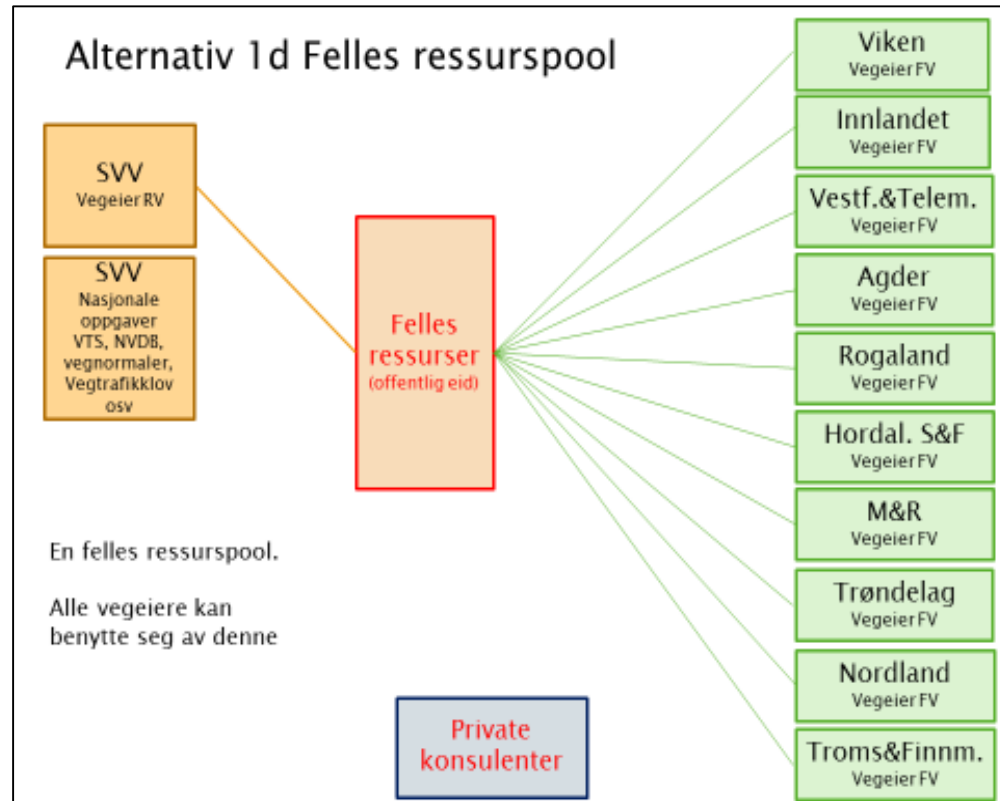 Alternativ 1d Felles ressurspool
SVV
Vegeier RV
SVV
Nasjonale
oppgaver
VTS, NVDB,
vegnormaler,
Vegtrafikklov
osv
Felles
ressurser
(offentlig eid)
Viken
Vegeier FV
Innlandet
Vegeier FV
Vestf.&Telem.
Vegeier FV
Agder
Vegeier FV
Rogaland
Vegeier FV
Hordal. S&F
Vegeier FV
M&R
Vegeier FV
Trøndelag
Vegeier FV
Nordland
Vegeier FV
Troms&Finnm.
Vegeier FV
En felles ressurspool.
Alle vegeiere kan
benytte seg av denne
Private
konsulenter